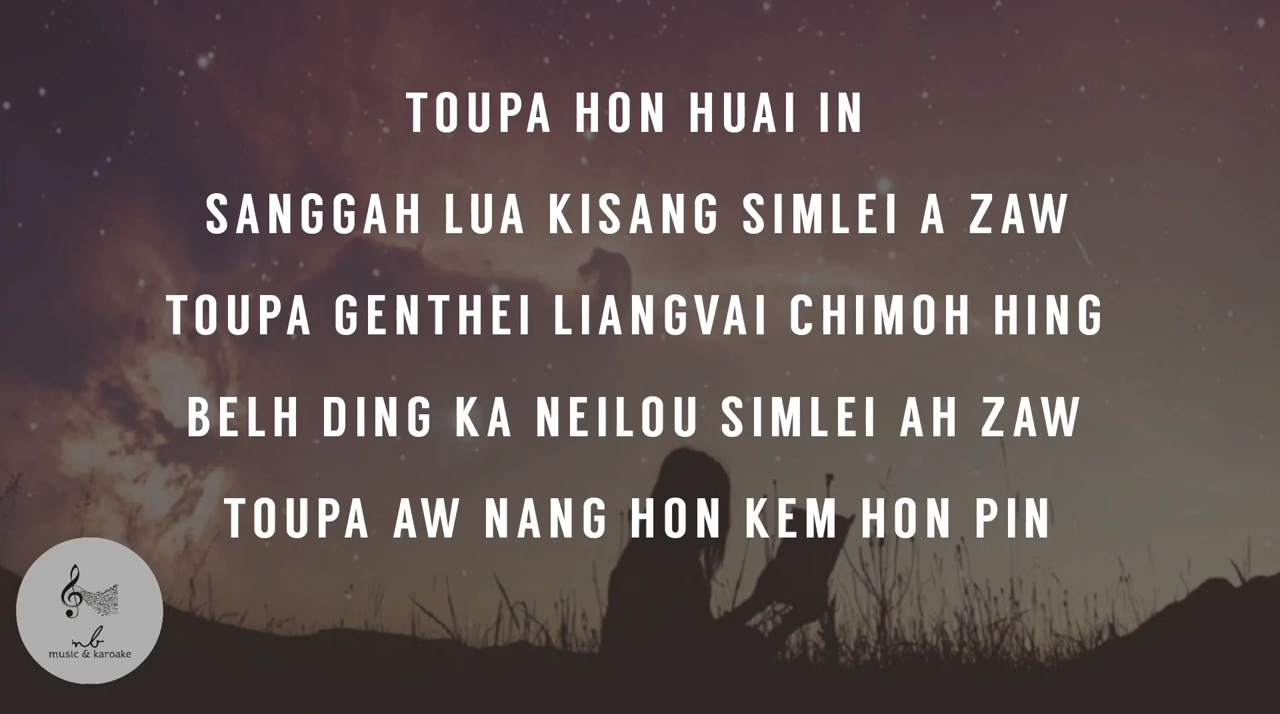 TOUPA HON HUAI IN
SANGGAH LUA KISANG SIMLEI A ZAW
TOUPA GENTHEI LIANGVAI CHIMOH HING
BELH DING KA NEILOU SIMLEI AH ZAW
TOUPA AW NANG HON KEM HON PIN
nb
music & karoake